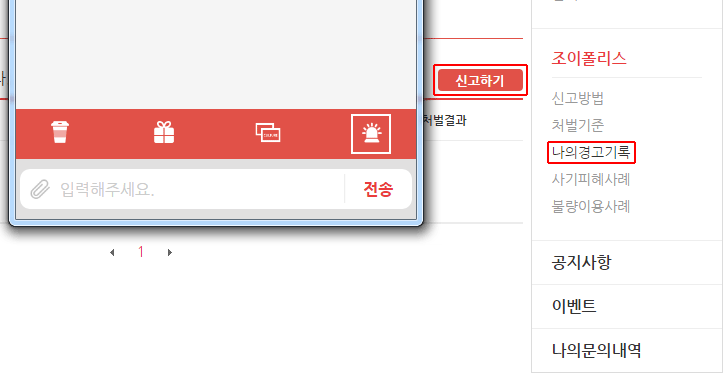 신고하기
처벌결과
입력해주세요.
전송
1
조이폴리스
신고방법
처벌기준
나의경고기록
사기피혜사례
불량이용사례
공지사항
이벤트
나의문의내역